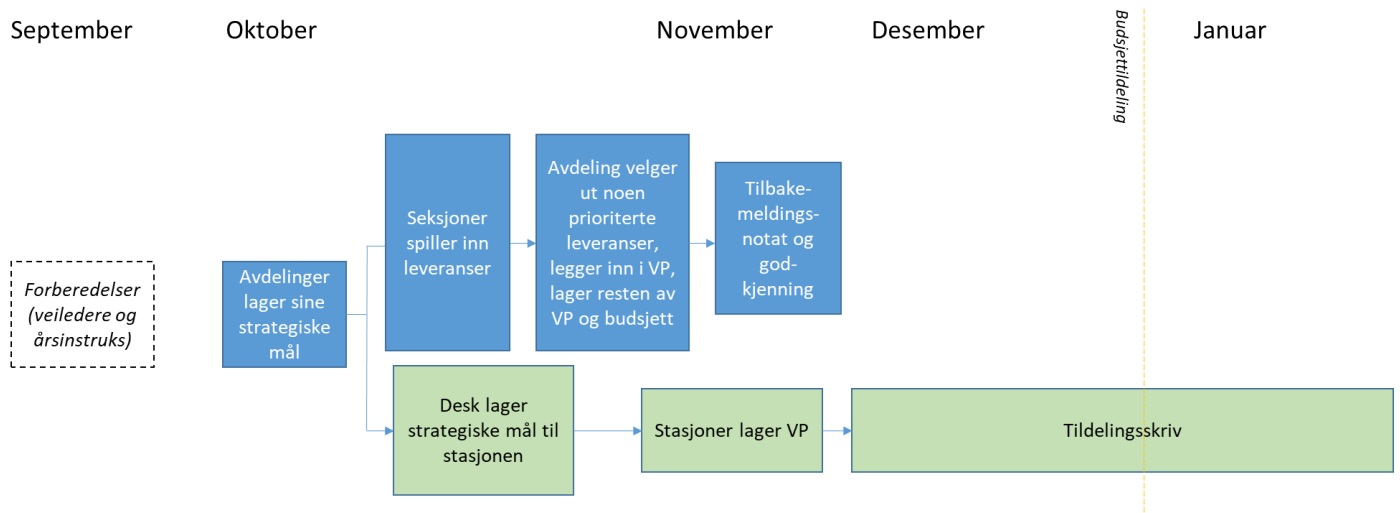 September
Oktober
November
Desember
Januar
Budsjettildeling
Forberedelser
(veiledere og
årsinstruks)
Avdelinger
lager sine
strategiske
mål
Seksjoner
spiller inn
leveranser
Avdeling velger
ut noen
prioriterte
leveranser,
legger inn i VP,
lager resten av
VP og budsjett
Tilbake-
meldings-
notat og
god-
kjenning
Desk lager
strategiske mål til
stasjonen
Stasjoner lager VP
Tildelingsskriv